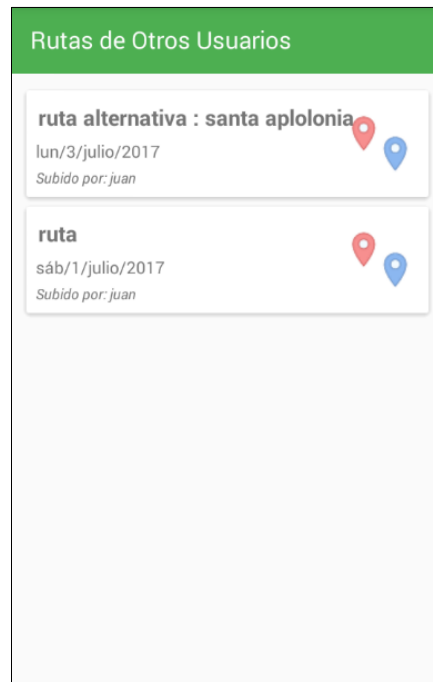 Rutas de Otros Usuarios
ruta alternativa : santa aplolonia
lun/3/julio/2017
Subido por: juan
ruta
sáb/1/julio/2017
Subido por: juan